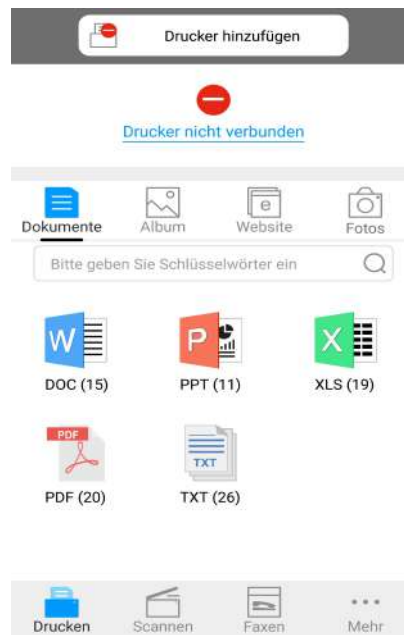 Drucker hinzufügen
Drucker nicht verbunden
Dokumente Album Website Fotos
Bitte geben Sie Schlüsselwörter ein
W P X
DOC (15) PPT (11) XLS (19)
PDF TXT
PDF (20) TXT (26)
Drucken Scannen Faxen Mehr